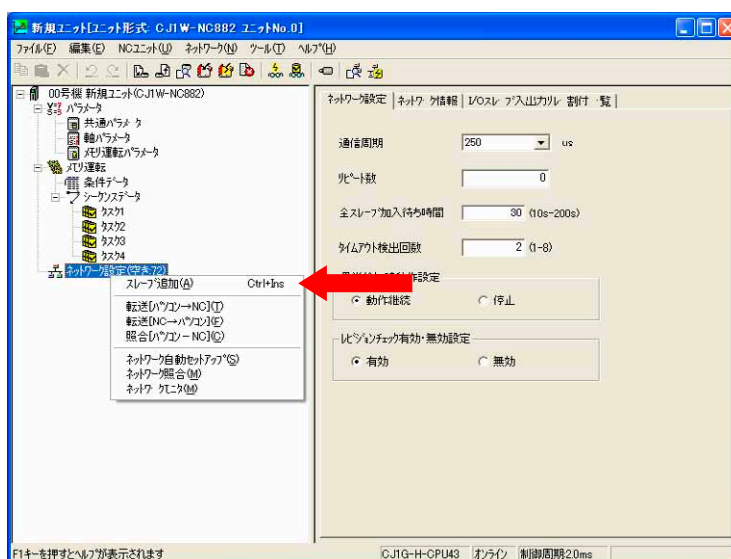 新規ユニット[ユニット形式: CJ1W-NC882 ユニットNo.0]
ファイル(F) 編集(E) NCユニット(U) ネットワーク(N) ツール(T) ヘルプ(H)
00号機 新規ユニット(CJ1W-NC882)
パラメータ
共通パラメータ
軸パラメータ
メモリ運転パラメータ
メモリ運転
条件データ
シーケンスデータ
タスク1
タスク2
タスク3
タスク4
ネットワーク設定(空き:72)
スレーブ追加(A) Ctrl+Ins
転送[パソコン→NC](T)
転送[NC→パソコン](F)
照合[パソコン－NC](C)
ネットワーク自動セットアップ(S)
ネットワーク照合(M)
ネットワークモニタ(M)
ネットワーク設定 ネットワーク情報 I/Oスレーブ入出力リレー割付一覧
通信周期 250 us
リピート数 0
全スレーブ加入待ち時間 30 (10s-200s)
タイムアウト検出回数 2 (1-8)
設定
動作継続 停止
レビジョンチェック有効・無効設定
有効 無効
F1キーを押すとヘルプが表示されます CJ1G-H-CPU43 オンライン 制御周期2.0ms